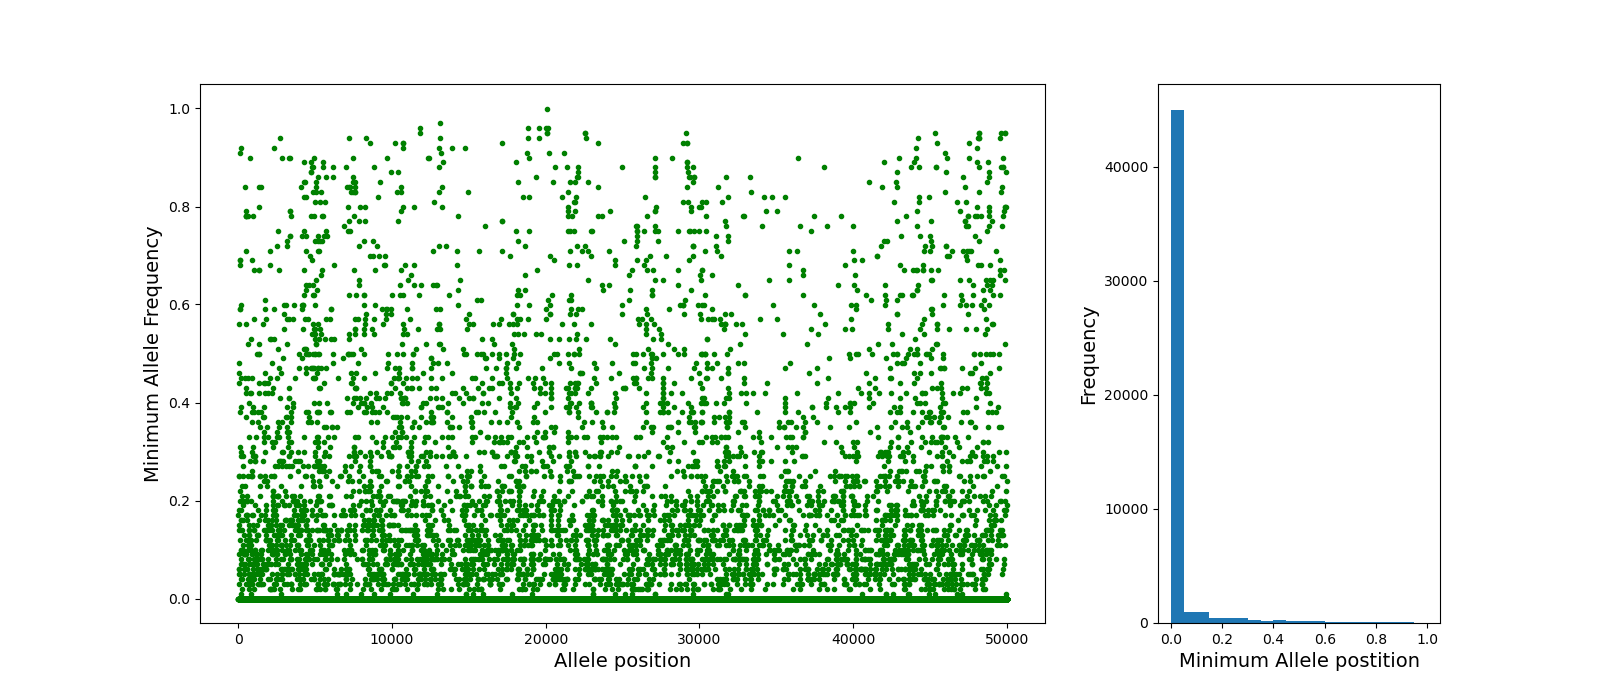 1.0
0.8
0.6
0.4
0.2
0.0
Minimum Allele Frequency
0 10000 20000 30000 40000 50000
Allele position
40000
30000
20000
10000
0
Frequency
0.0 0.2 0.4 0.6 0.8 1.0
Minimum Allele postition